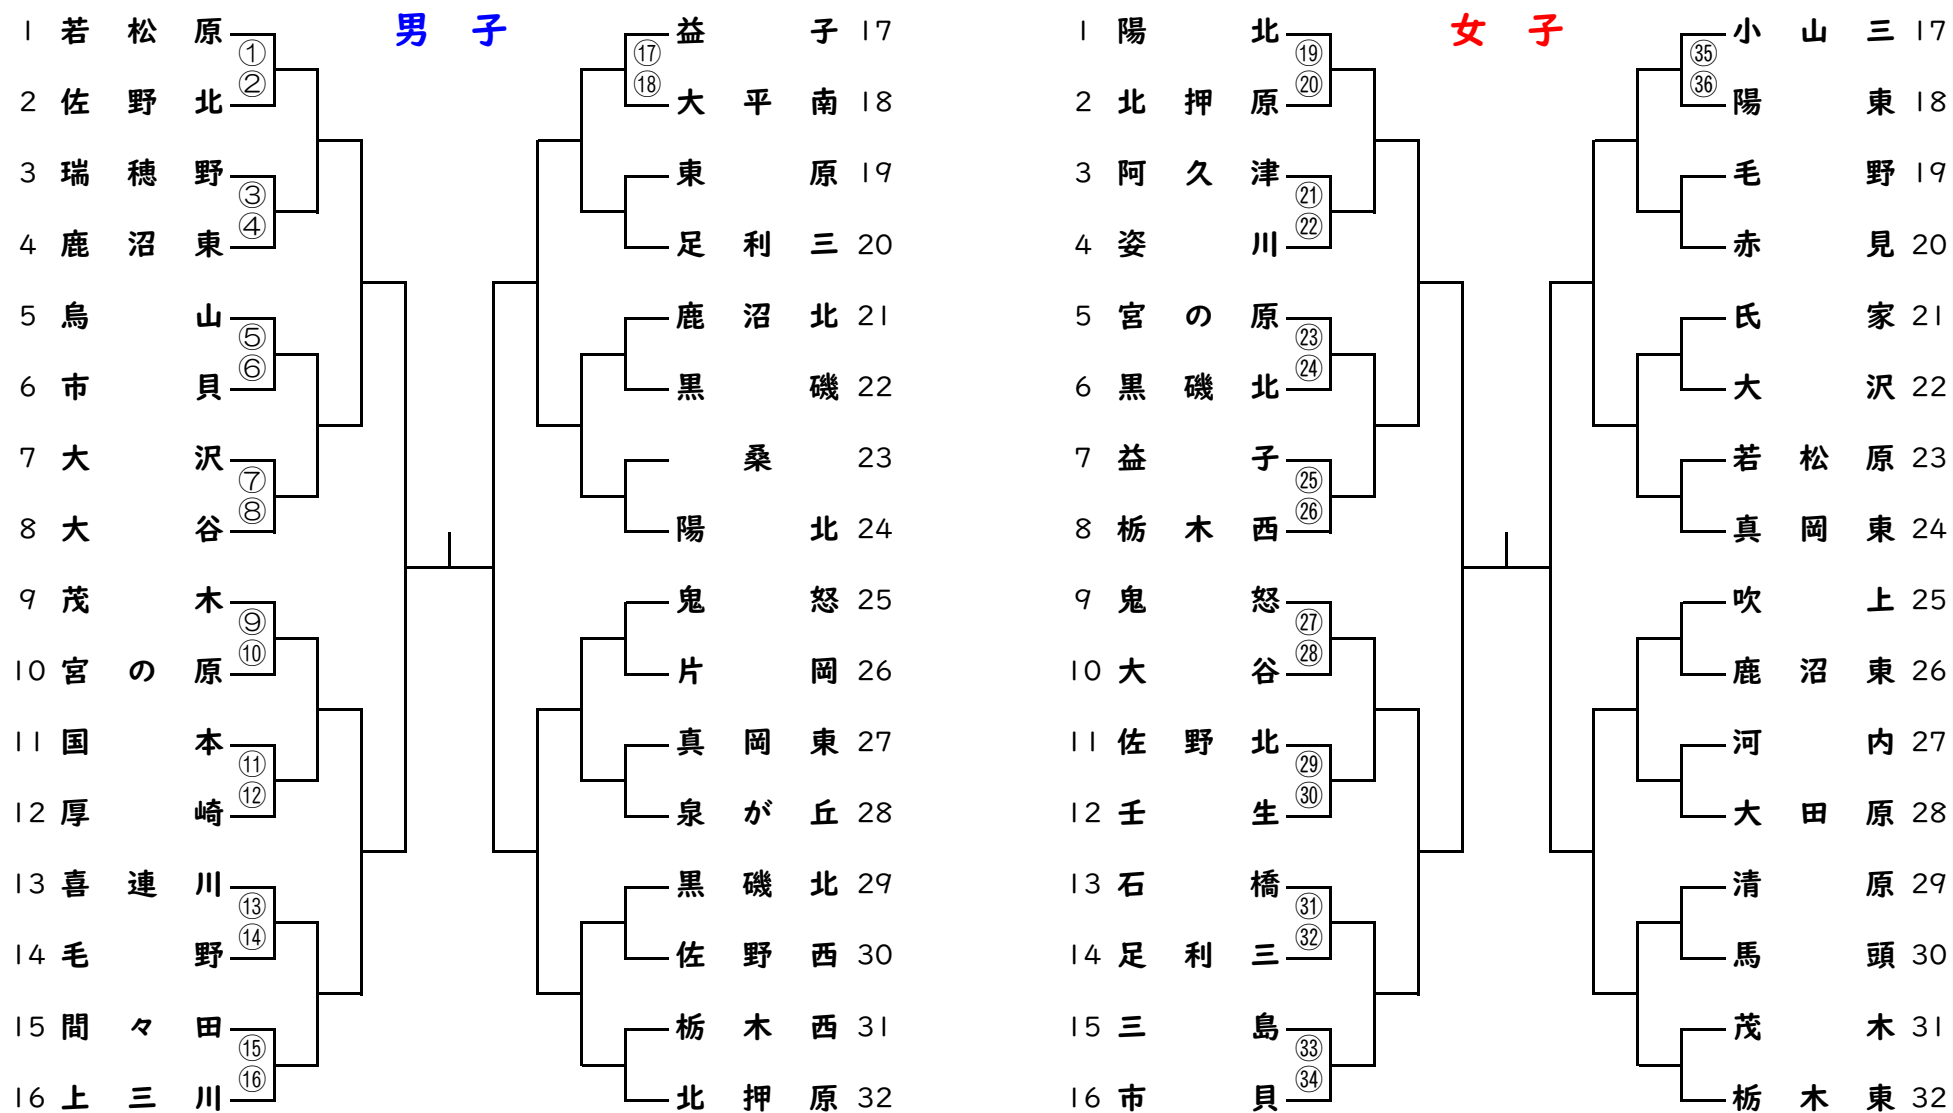 男子
1 若松原
① ②
2 佐野北
3 瑞穂野
③ ④
4 鹿沼東
5 烏山
⑤ ⑥
6 市貝
7 大沢
⑦ ⑧
8 大谷
9 茂木
⑨ ⑩
10 宮の原
11 国本
⑪ ⑫
12 厚崎
13 喜連川
⑬ ⑭
14 毛野
15 間々田
⑮ ⑯
16 上三川
益子 17
⑰ ⑱
大平南 18
東原 19
足利三 20
鹿沼北 21
黒磯 22
桑 23
陽北 24
鬼怒 25
片岡 26
真岡東 27
泉が丘 28
黒磯北 29
佐野西 30
栃木西 31
北押原 32
女子
1 陽北
⑲ ⑳
2 北押原
3 阿久津
㉑ ㉒
4 姿川
5 宮の原
㉓ ㉔
6 黒磯北
7 益子
㉕ ㉖
8 栃木西
9 鬼怒
㉗ ㉘
10 大谷
11 佐野北
㉙ ㉚
12 壬生
13 石橋
㉛ ㉜
14 足利三
15 三島
㉝ ㉞
16 市貝
小山三 17
㉟ ㊱
陽東 18
毛野 19
赤見 20
氏家 21
大沢 22
若松原 23
真岡東 24
吹上 25
鹿沼東 26
河内 27
大田原 28
清原 29
馬頭 30
茂木 31
栃木東 32